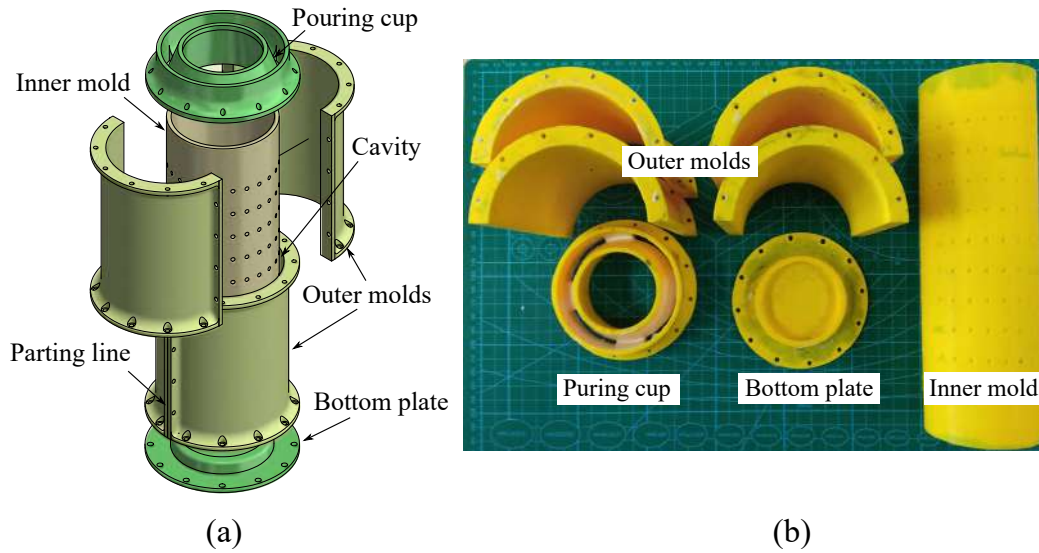 Pouring cup
Inner mold
Cavity
Outer molds
Parting line
Bottom plate
(a)
Outer molds
Puring cup
Bottom plate
Inner mold
(b)